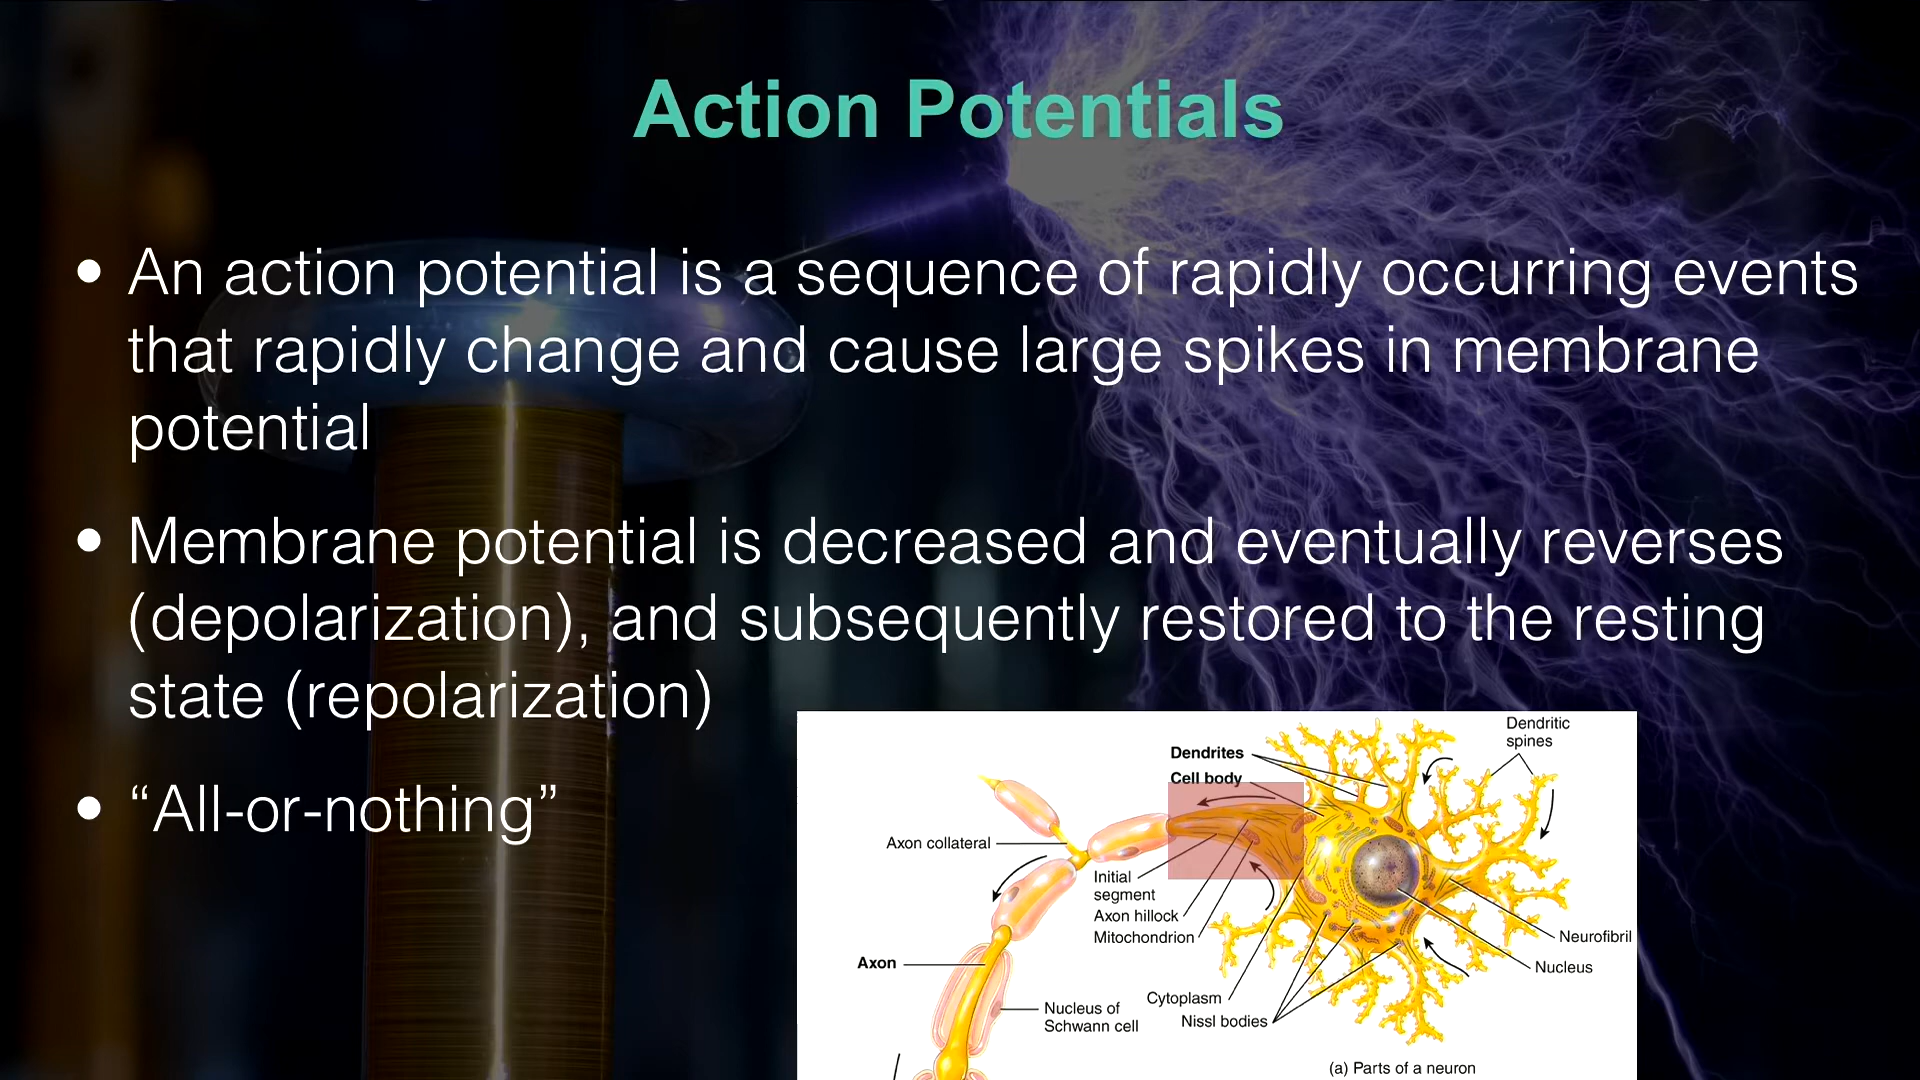 Action Potentials
• An action potential is a sequence of rapidly occurring events
that rapidly change and cause large spikes in membrane
potential
• Membrane potential is decreased and eventually reverses
(depolarization), and subsequently restored to the resting
state (repolarization)
• “All-or-nothing”
Dendritic
spines
Dendrites
Cell body
Axon collateral
Initial
segment
Axon hillock
Mitochondrion
Neurofibril
Axon
Nucleus
Cytoplasm
Nucleus of
Schwann cell
Nissl bodies
(a) Parts of a neuron